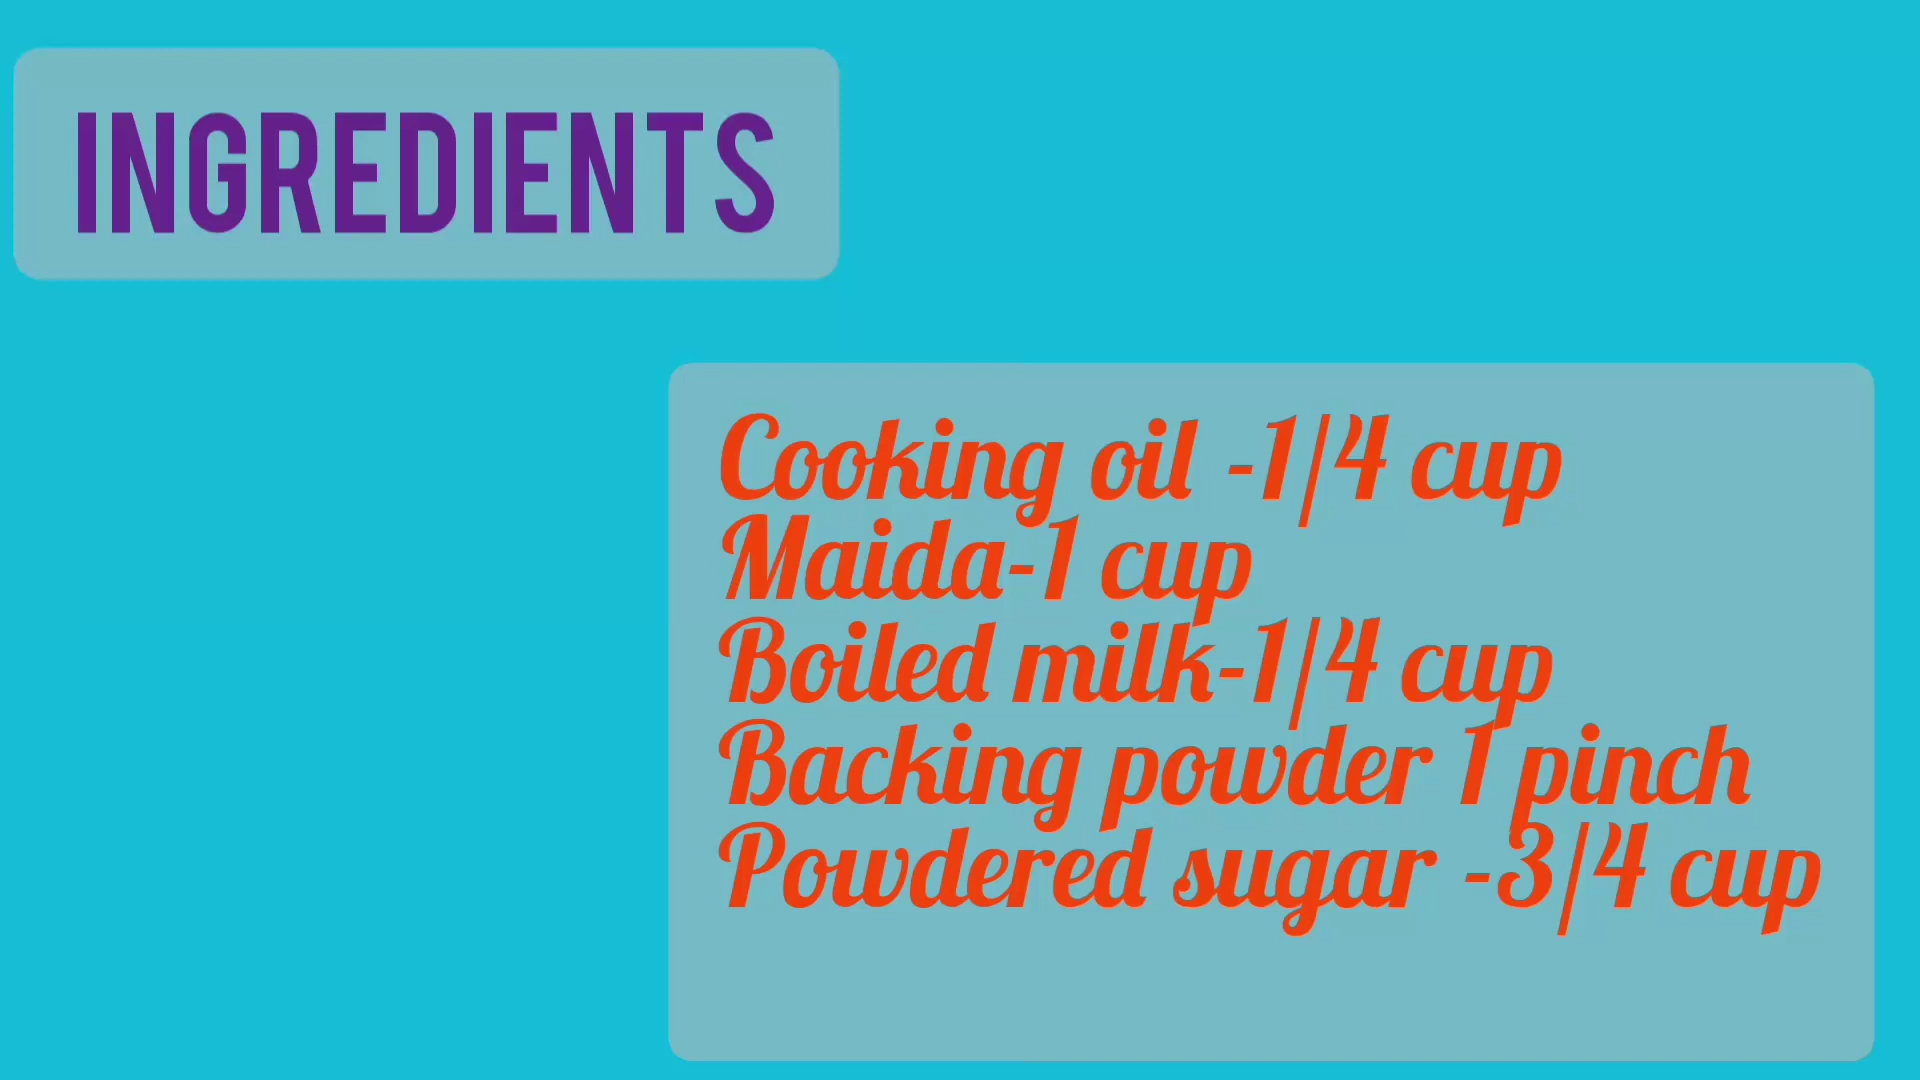 INGREDIENTS
Cooking oil -1/4 cup
Maida-1 cup
Boiled milk-1/4 cup
Backing powder 1 pinch
Powdered sugar -3/4 cup